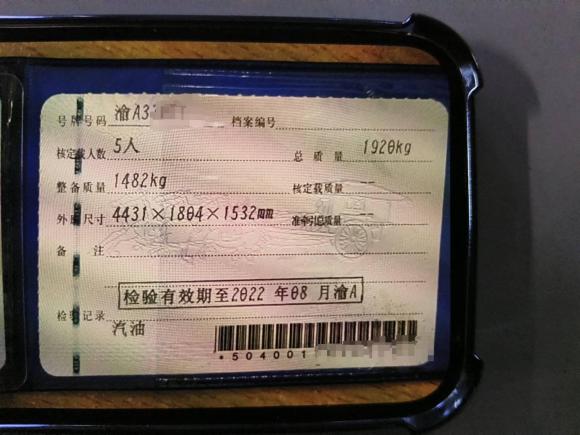 号牌号码 渝A3 档案编号
核定载人数 5人 总质量 1920kg
整备质量 1482kg 核定载质量 --
外廓尺寸 4431×1804×1532mm 准牵引总质量 --
备注
检验有效期至2022年08月渝A
检验记录
汽油
*504001